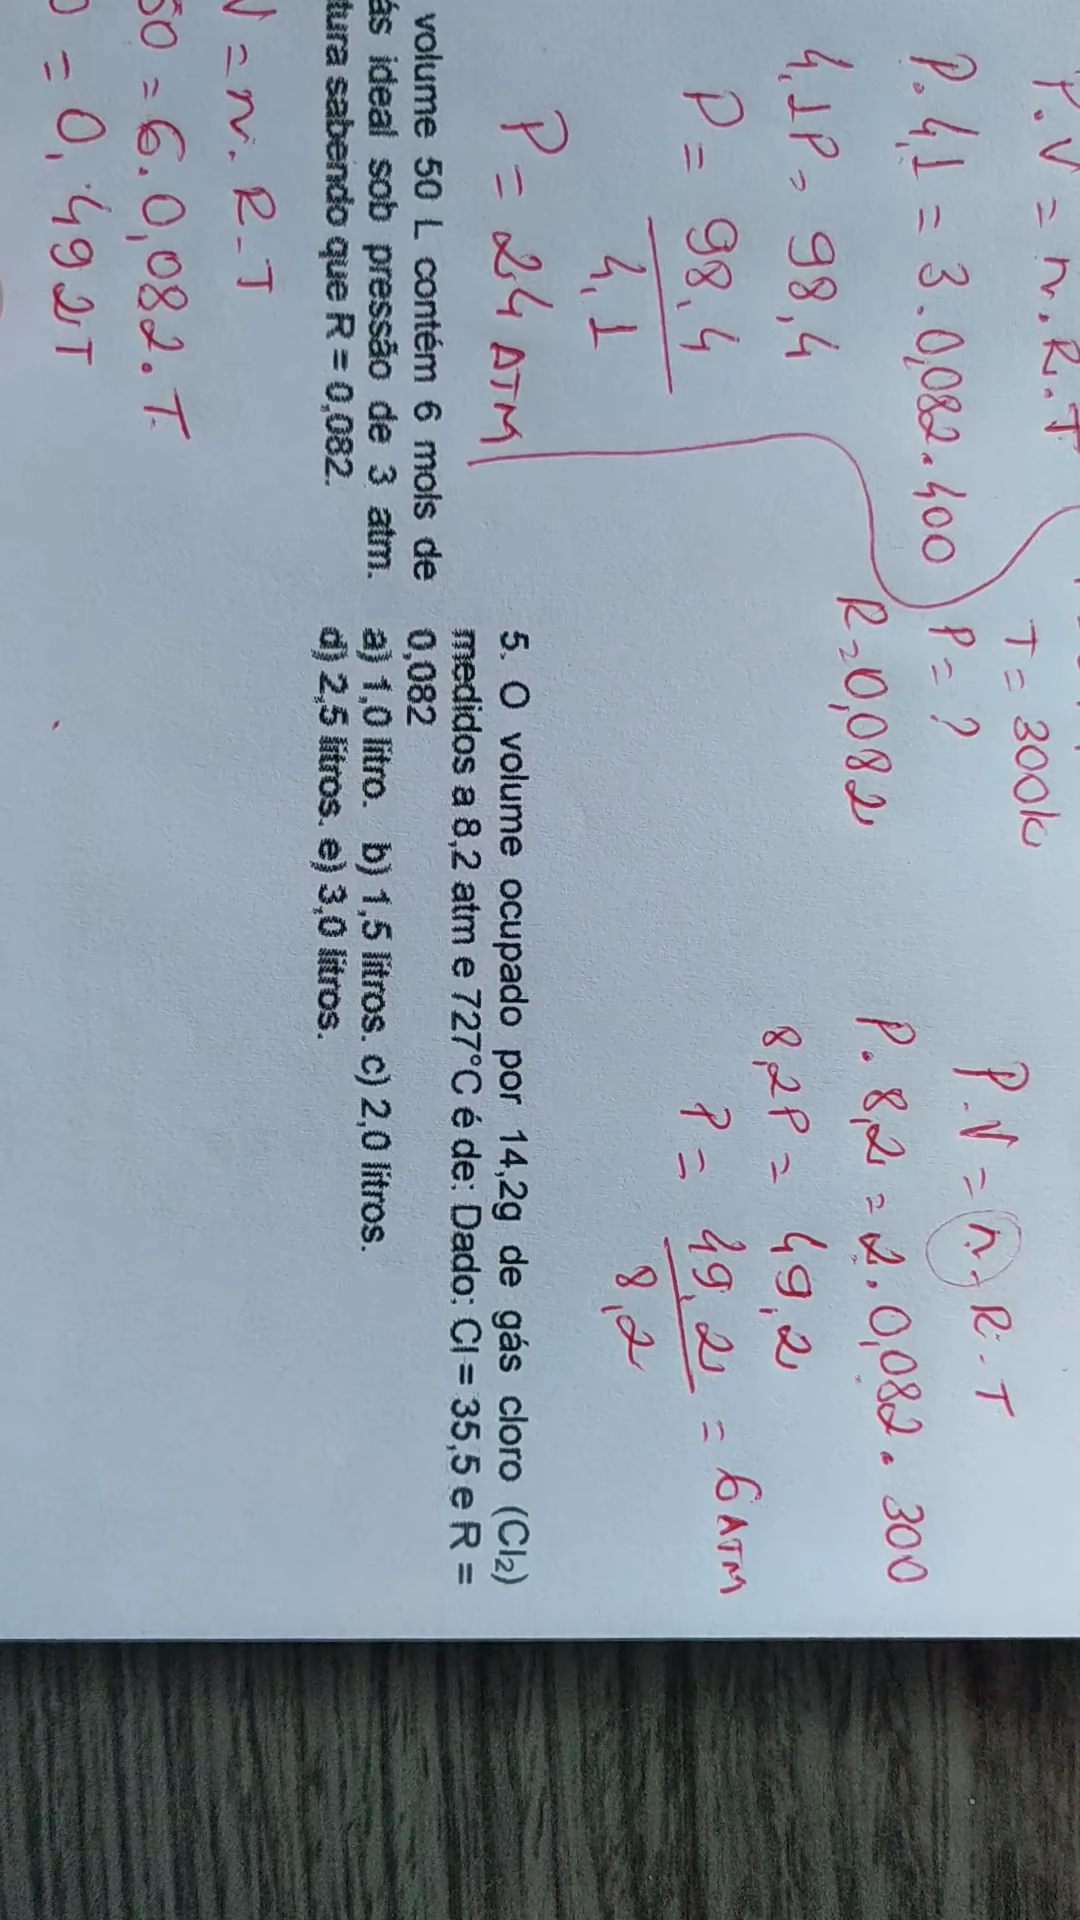 P.V = n.R.T
P.4,1 = 3.0,082.400
4,1P = 98,4
P = 98,4
4,1
P = 24 ATM
T = 300K
P = ?
R = 0,082
P.V = n.R.T
P.8,2 = 2.0,082.300
8,2P = 49,2
P = 49,2 = 6 ATM
8,2
volume 50 L contém 6 mols de
ás ideal sob pressão de 3 atm.
tura sabendo que R = 0,082.
V = n.R.T
50 = 6.0,082.T
0 = 0,492T
5. O volume ocupado por 14,2g de gás cloro (Cl₂)
medidos a 8,2 atm e 727°C é de: Dado: Cl = 35,5 e R =
0,082
a) 1,0 litro. b) 1,5 litros. c) 2,0 litros.
d) 2,5 litros. e) 3,0 litros.